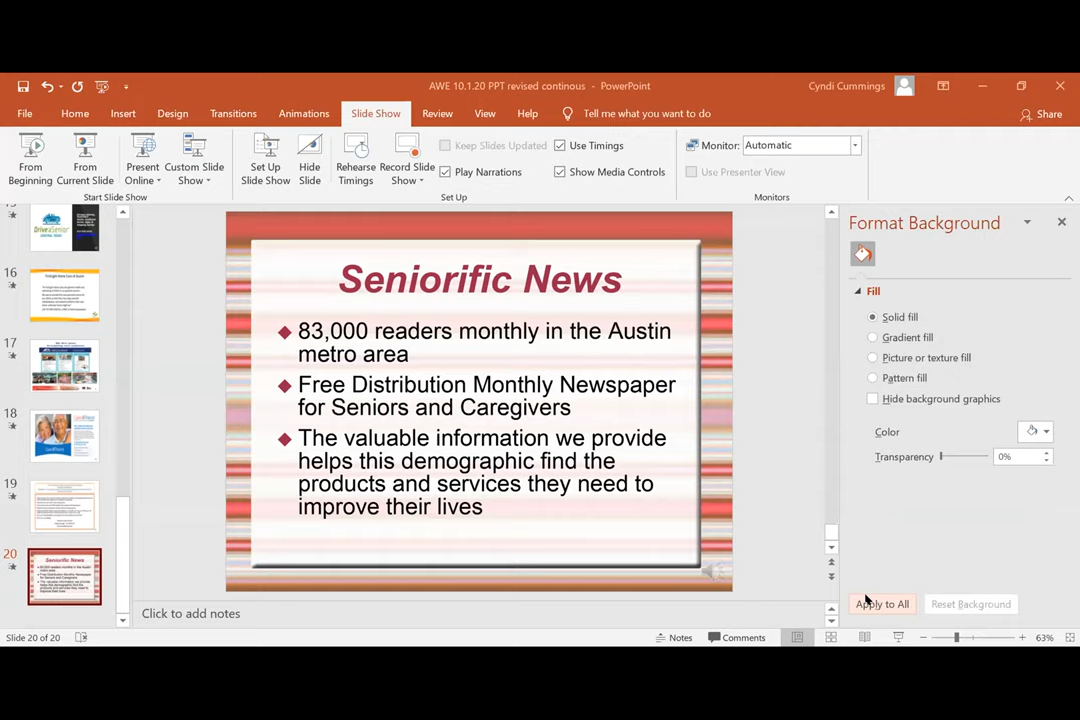 AWE 10.1.20 PPT revised continous - PowerPoint
Cyndi Cummings
File Home Insert Design Transitions Animations Slide Show Review View Help Tell me what you want to do Share
From Beginning
From Current Slide
Present Online
Custom Slide Show
Set Up Slide Show
Hide Slide
Rehearse Timings
Record Slide Show
Keep Slides Updated
Play Narrations
Use Timings
Show Media Controls
Monitor: Automatic
Use Presenter View
Start Slide Show
Set Up
Monitors
16
17
18
19
20
Seniorific News
83,000 readers monthly in the Austin
metro area
Free Distribution Monthly Newspaper
for Seniors and Caregivers
The valuable information we provide
helps this demographic find the
products and services they need to
improve their lives
Click to add notes
Format Background
Fill
Solid fill
Gradient fill
Picture or texture fill
Pattern fill
Hide background graphics
Color
Transparency 0%
Apply to All Reset Background
Slide 20 of 20
Notes Comments 63%